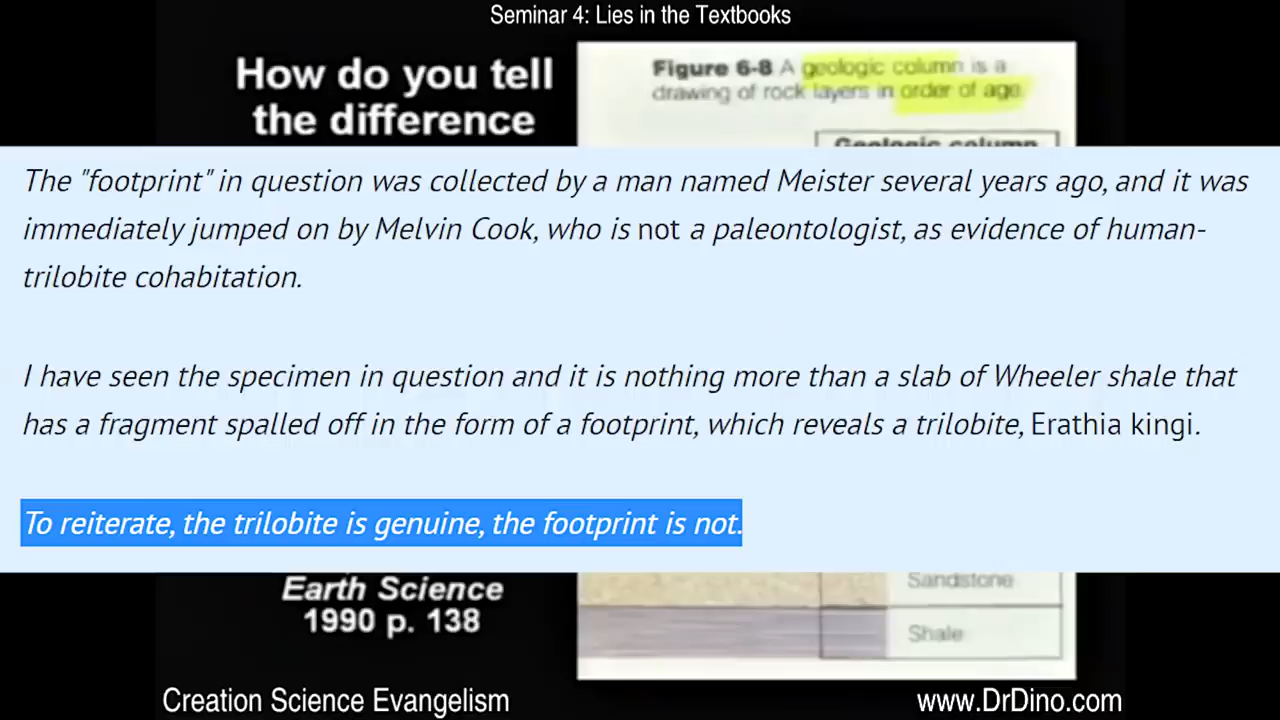 Seminar 4: Lies in the Textbooks
How do you tell
the difference
Figure 6-8 A geologic column is a
drawing of rock layers in order of age.
Geologic column
The "footprint" in question was collected by a man named Meister several years ago, and it was
immediately jumped on by Melvin Cook, who is not a paleontologist, as evidence of human-
trilobite cohabitation.
I have seen the specimen in question and it is nothing more than a slab of Wheeler shale that
has a fragment spalled off in the form of a footprint, which reveals a trilobite, Erathia kingi.
To reiterate, the trilobite is genuine, the footprint is not.
Earth Science
1990 p. 138
Sandstone
Shale
Creation Science Evangelism
www.DrDino.com